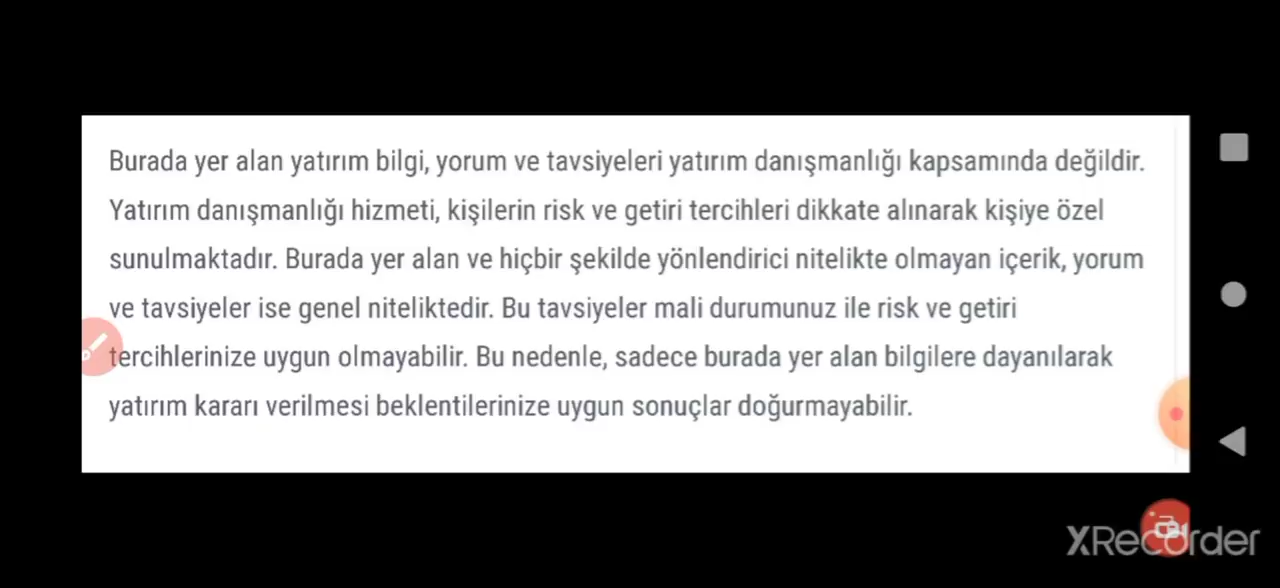 Burada yer alan yatırım bilgi, yorum ve tavsiyeleri yatırım danışmanlığı kapsamında değildir.
Yatırım danışmanlığı hizmeti, kişilerin risk ve getiri tercihleri dikkate alınarak kişiye özel
sunulmaktadır. Burada yer alan ve hiçbir şekilde yönlendirici nitelikte olmayan içerik, yorum
ve tavsiyeler ise genel niteliktedir. Bu tavsiyeler mali durumunuz ile risk ve getiri
tercihlerinize uygun olmayabilir. Bu nedenle, sadece burada yer alan bilgilere dayanılarak
yatırım kararı verilmesi beklentilerinize uygun sonuçlar doğurmayabilir.
XRecorder